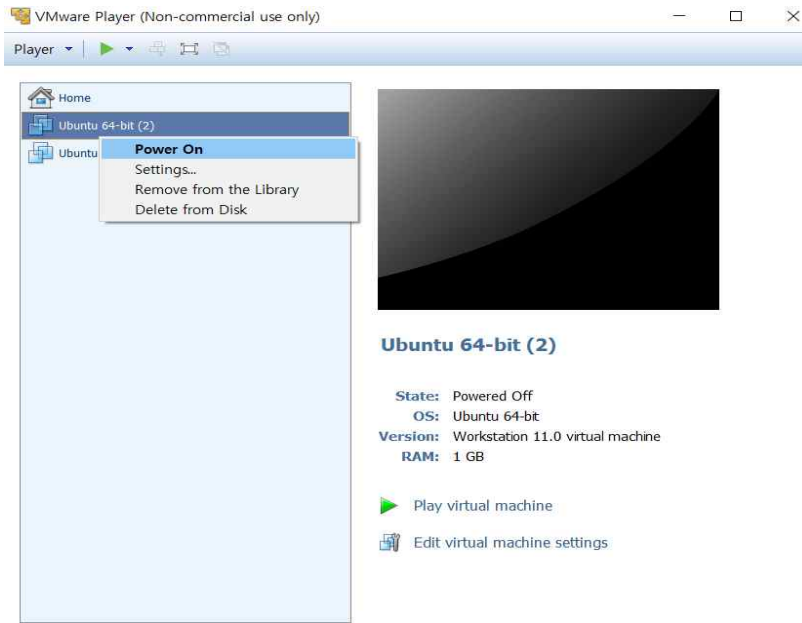 VMware Player (Non-commercial use only)
Player
Home
Ubuntu 64-bit (2)
Ubuntu
Power On
Settings...
Remove from the Library
Delete from Disk
Ubuntu 64-bit (2)
State: Powered Off
OS: Ubuntu 64-bit
Version: Workstation 11.0 virtual machine
RAM: 1 GB
Play virtual machine
Edit virtual machine settings